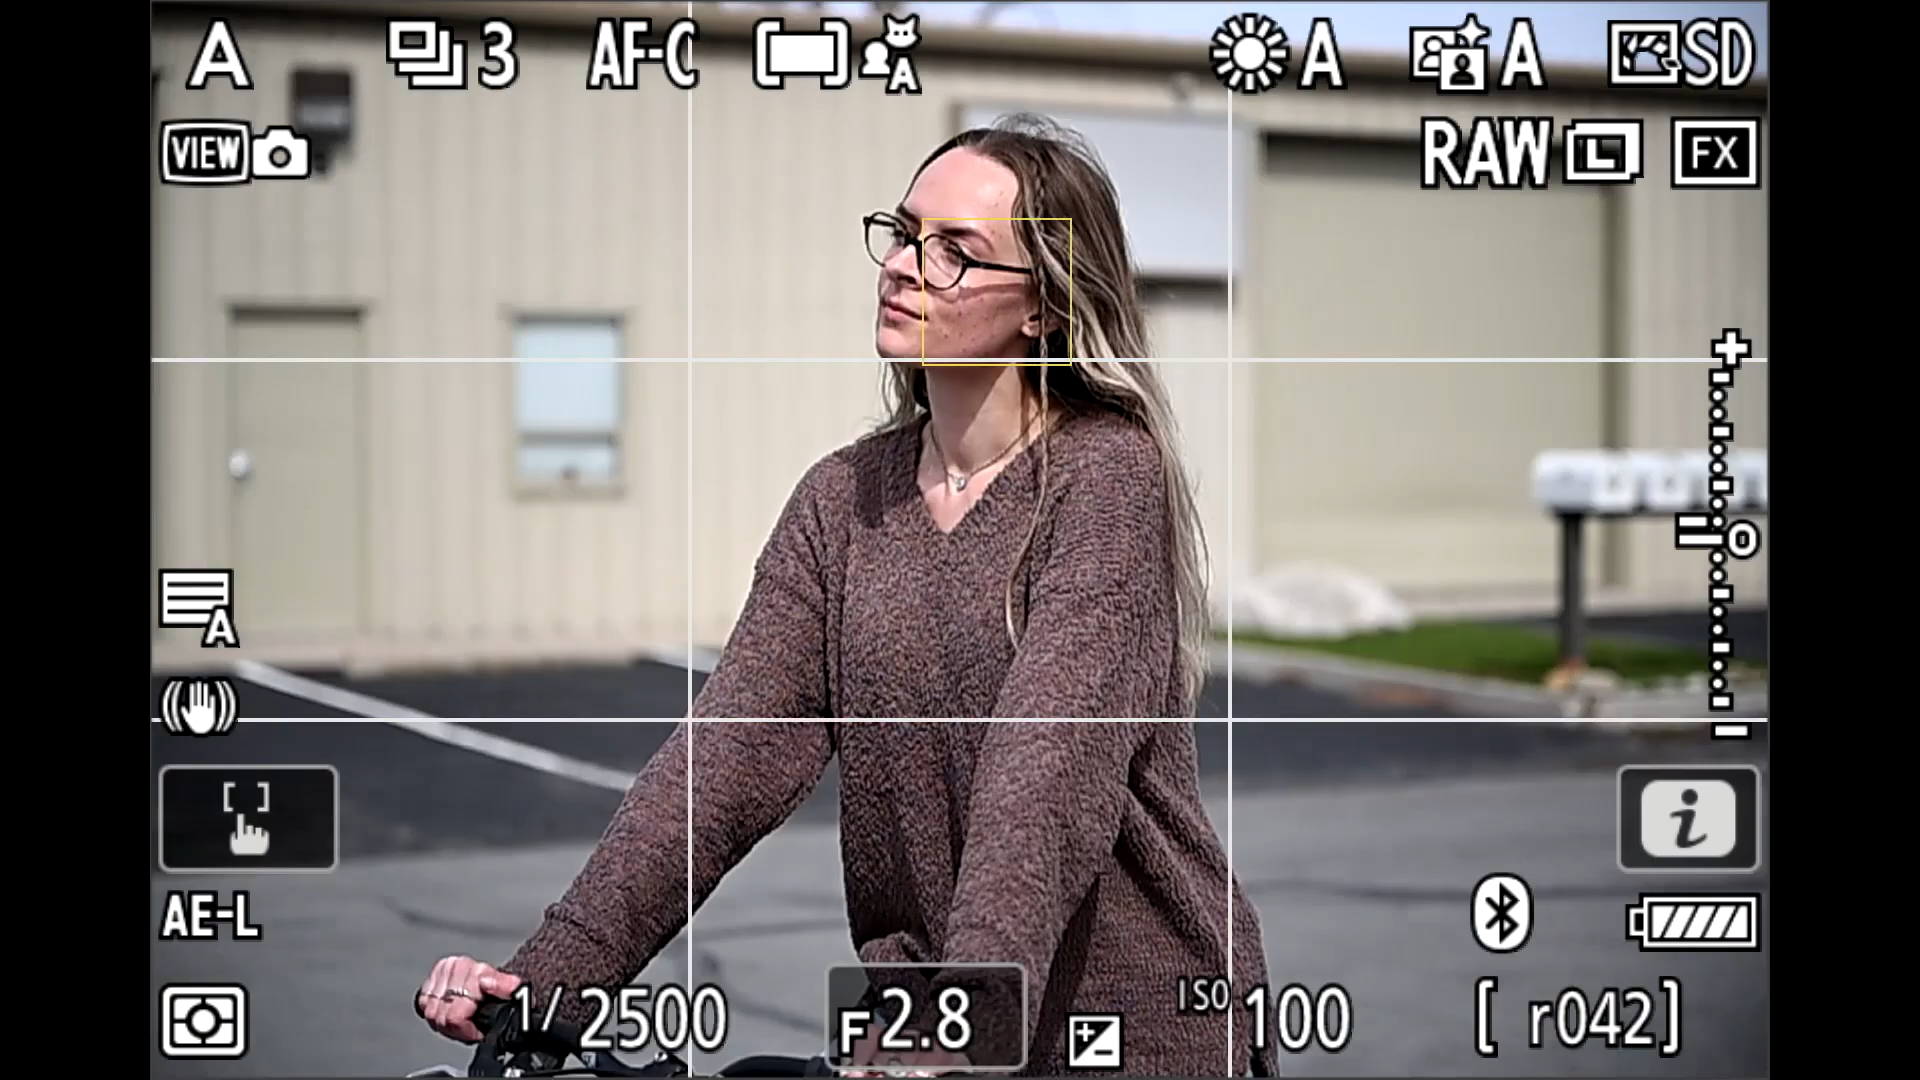 A 3 AF-C A A A SD
VIEW RAW L FX
A
i
AE-L
1/2500 F2.8 ISO 100 [r042]